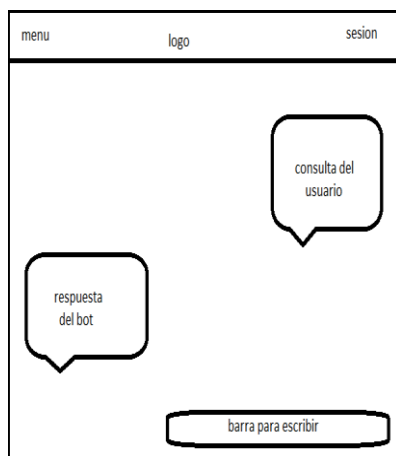 menu
logo
sesion
consulta del
usuario
respuesta
del bot
barra para escribir